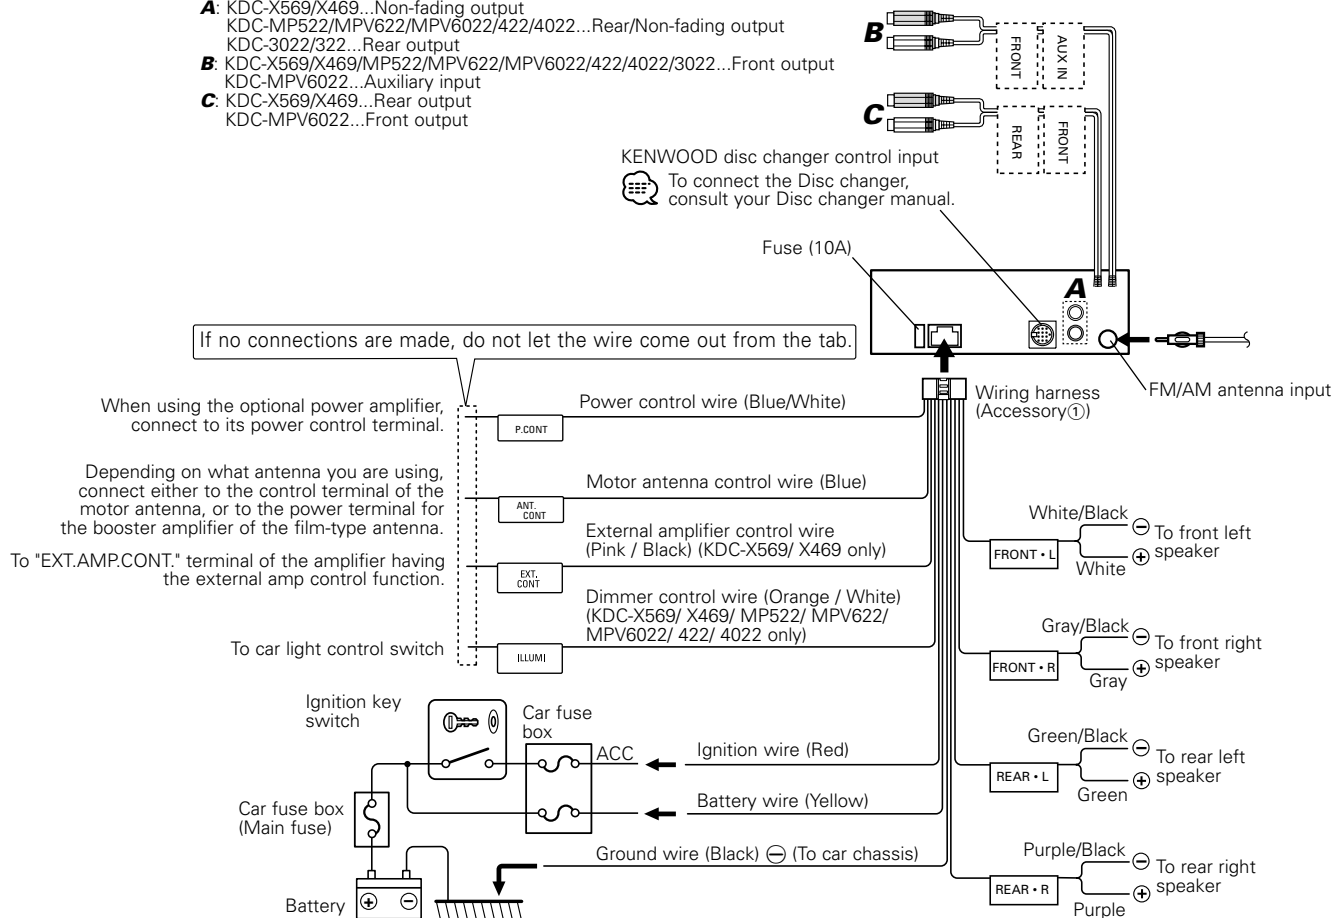 A: KDC-X569/X469...Non-fading output
KDC-MP522/MPV622/MPV6022/422/4022...Rear/Non-fading output
KDC-3022/322...Rear output
B: KDC-X569/X469/MP522/MPV622/MPV6022/422/4022/3022...Front output
KDC-MPV6022...Auxiliary input
C: KDC-X569/X469...Rear output
KDC-MPV6022...Front output
B
FRONT
AUX IN
C
REAR
FRONT
KENWOOD disc changer control input
To connect the Disc changer,
consult your Disc changer manual.
Fuse (10A)
A
If no connections are made, do not let the wire come out from the tab.
FM/AM antenna input
Wiring harness
(Accessory①)
When using the optional power amplifier,
connect to its power control terminal.
P.CONT
Power control wire (Blue/White)
Depending on what antenna you are using,
connect either to the control terminal of the
motor antenna, or to the power terminal for
the booster amplifier of the film-type antenna.
ANT.
CONT
Motor antenna control wire (Blue)
To "EXT.AMP.CONT." terminal of the amplifier having
the external amp control function.
EXT.
CONT
External amplifier control wire
(Pink / Black) (KDC-X569/ X469 only)
To car light control switch
ILLUMI
Dimmer control wire (Orange / White)
(KDC-X569/ X469/ MP522/ MPV622/
MPV6022/ 422/ 4022 only)
White/Black
⊖
FRONT • L
White
⊕
To front left
speaker
Gray/Black
⊖
FRONT • R
Gray
⊕
To front right
speaker
Green/Black
⊖
REAR • L
Green
⊕
To rear left
speaker
Purple/Black
⊖
REAR • R
Purple
⊕
To rear right
speaker
Ignition key
switch
Car fuse
box
ACC
Ignition wire (Red)
Battery wire (Yellow)
Car fuse box
(Main fuse)
Ground wire (Black) ⊖ (To car chassis)
Battery
⊕
⊖